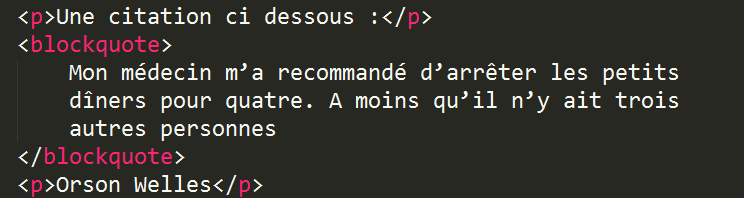 <p>Une citation ci dessous :</p>
<blockquote>
Mon médecin m’a recommandé d’arrêter les petits
dîners pour quatre. A moins qu’il n’y ait trois
autres personnes
</blockquote>
<p>Orson Welles</p>